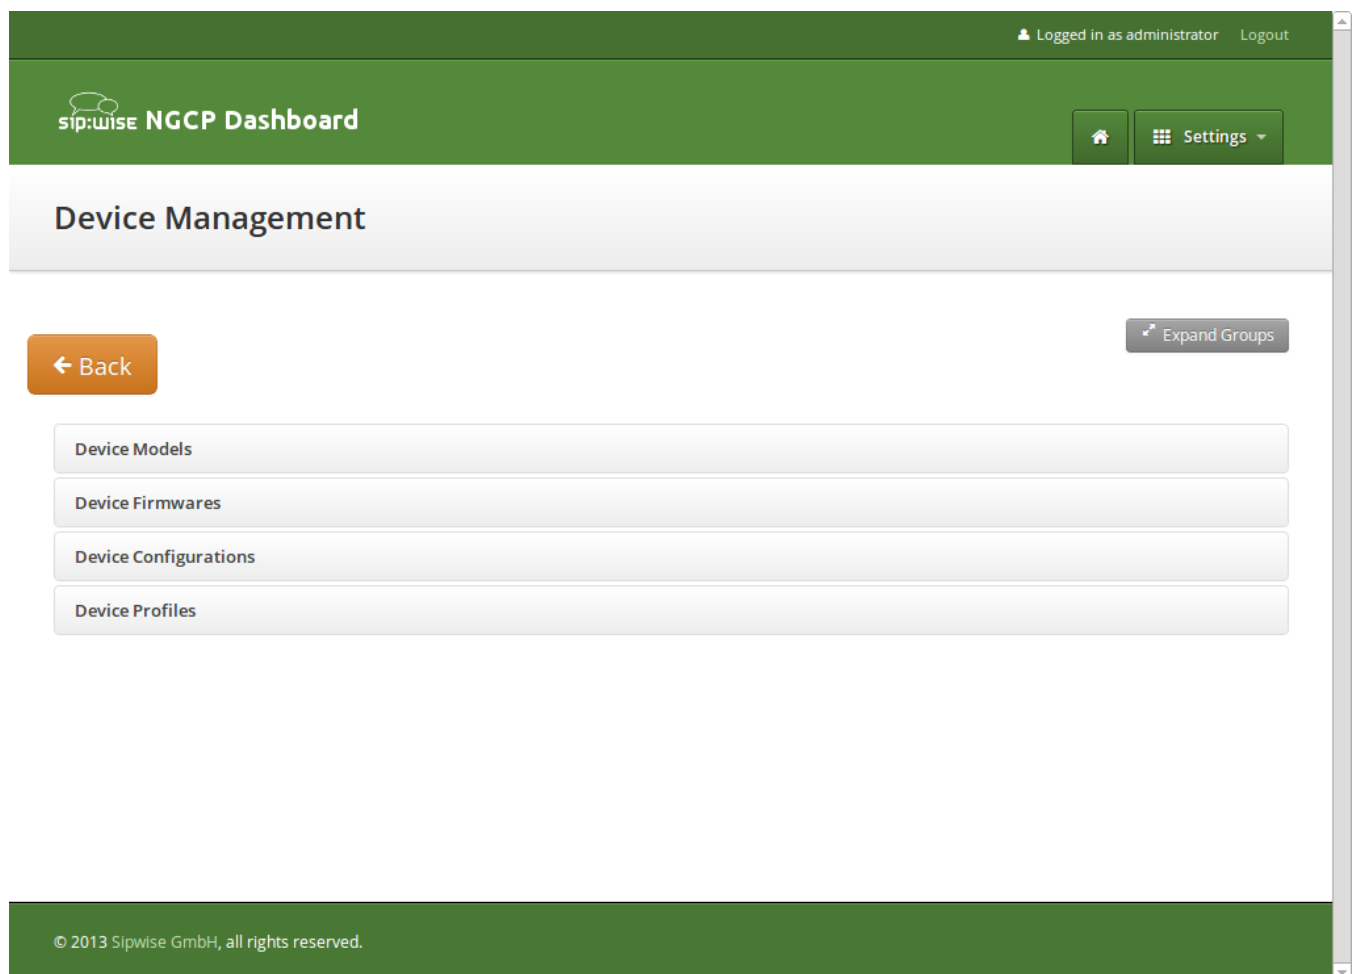 Logged in as administrator Logout
sip:wise NGCP Dashboard
Settings
Device Management
Expand Groups
Back
Device Models
Device Firmwares
Device Configurations
Device Profiles
© 2013 Sipwise GmbH, all rights reserved.